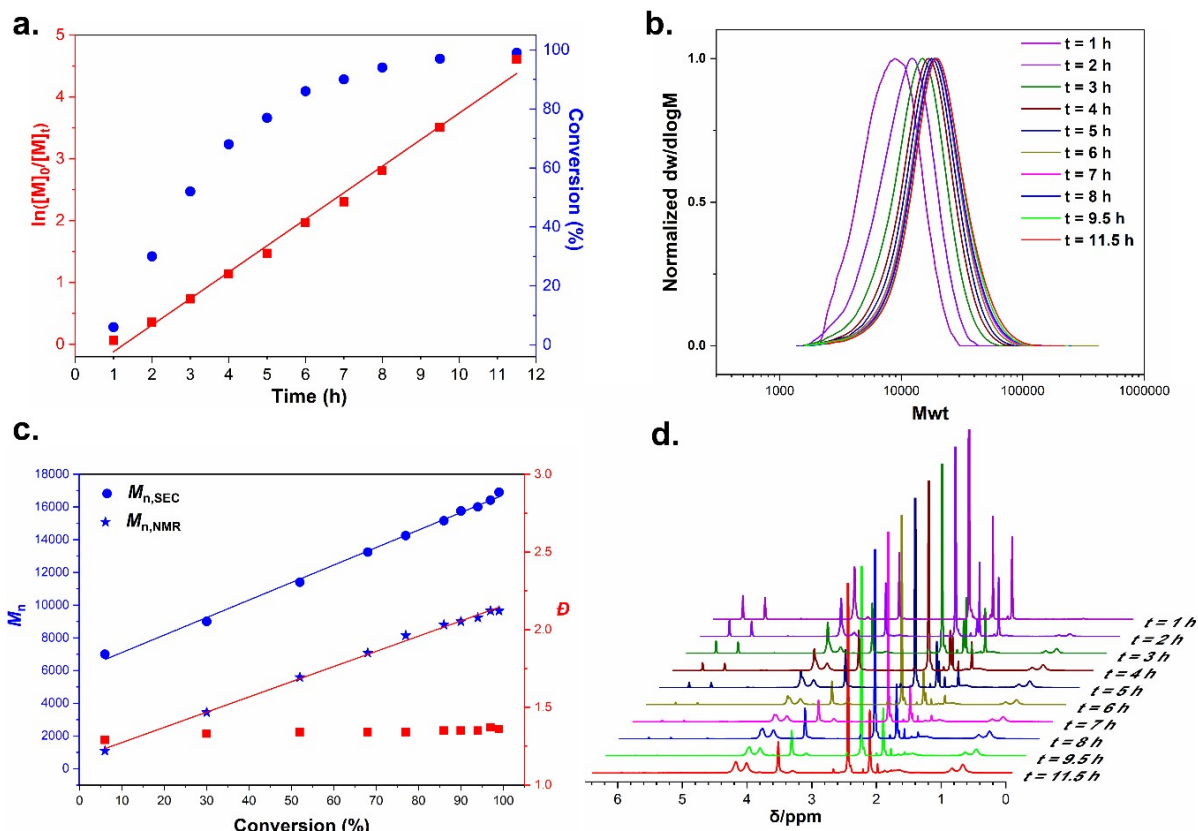 a.
ln([M]₀/[M]ₜ)
5
4
3
2
1
0
100
80
60
40
20
0
Conversion (%)
0 1 2 3 4 5 6 7 8 9 10 11 12
Time (h)
b.
Normalized dw/dlogM
1.0
0.5
0.0
t = 1 h
t = 2 h
t = 3 h
t = 4 h
t = 5 h
t = 6 h
t = 7 h
t = 8 h
t = 9.5 h
t = 11.5 h
1000 10000 100000 1000000
Mwt
c.
Mn
18000
16000
14000
12000
10000
8000
6000
4000
2000
0
Mn,SEC
Mn,NMR
3.0
2.5
2.0
1.5
1.0
Đ
0 10 20 30 40 50 60 70 80 90 100
Conversion (%)
d.
t = 1 h
t = 2 h
t = 3 h
t = 4 h
t = 5 h
t = 6 h
t = 7 h
t = 8 h
t = 9.5 h
t = 11.5 h
6 5 4 3 2 1 0
δ/ppm